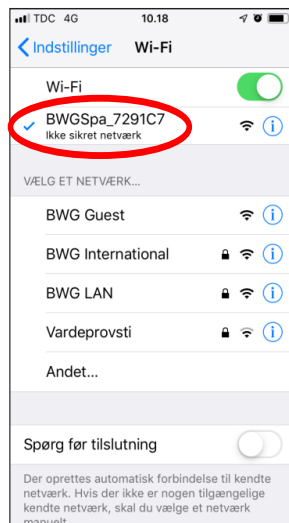 TDC 4G 10.18
Indstillinger Wi-Fi
Wi-Fi
BWGSpa_7291C7
Ikke sikret netværk
VÆLG ET NETVÆRK...
BWG Guest
BWG International
BWG LAN
Vardeprovsti
Andet...
Spørg før tilslutning
Der oprettes automatisk forbindelse til kendte
netværk. Hvis der ikke er nogen tilgængelige
kendte netværk, skal du vælge et netværk
manuelt.